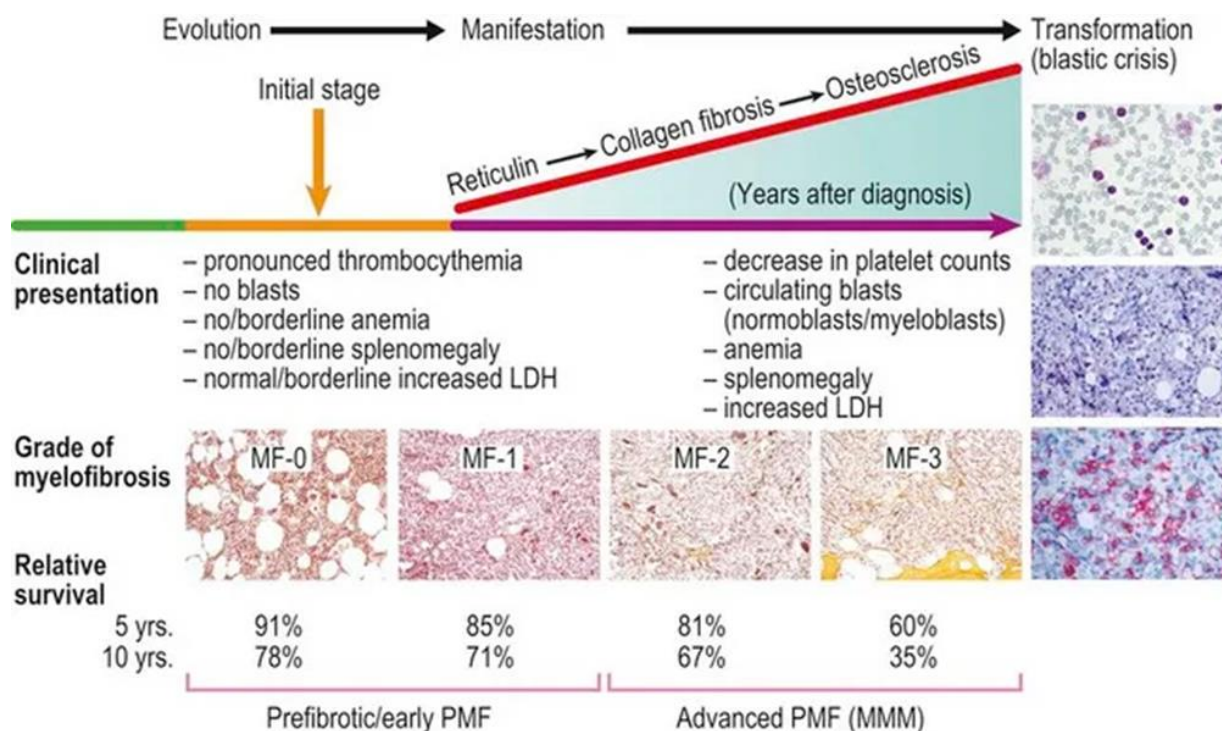 Evolution Manifestation Transformation
(blastic crisis)
Initial stage
Reticulin Collagen fibrosis Osteosclerosis
(Years after diagnosis)
Clinical
presentation
– pronounced thrombocythemia
– no blasts
– no/borderline anemia
– no/borderline splenomegaly
– normal/borderline increased LDH
– decrease in platelet counts
– circulating blasts
(normoblasts/myeloblasts)
– anemia
– splenomegaly
– increased LDH
Grade of
myelofibrosis
MF-0 MF-1 MF-2 MF-3
Relative
survival
5 yrs. 91% 85% 81% 60%
10 yrs. 78% 71% 67% 35%
Prefibrotic/early PMF Advanced PMF (MMM)